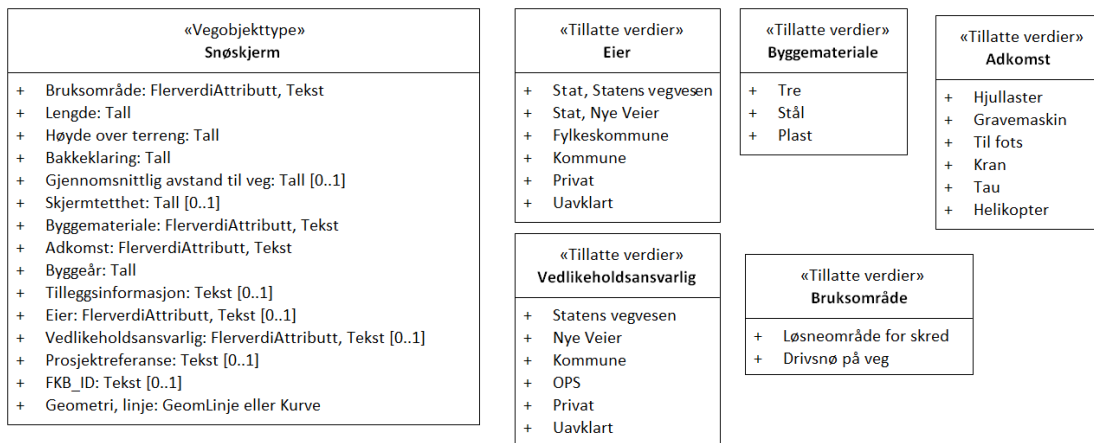 «Vegobjekttype»
Snøskjerm
+ Bruksområde: FlerverdiAttributt, Tekst
+ Lengde: Tall
+ Høyde over terreng: Tall
+ Bakkeklaring: Tall
+ Gjennomsnittlig avstand til veg: Tall [0..1]
+ Skjermtetthet: Tall [0..1]
+ Byggemateriale: FlerverdiAttributt, Tekst
+ Adkomst: FlerverdiAttributt, Tekst
+ Byggeår: Tall
+ Tilleggsinformasjon: Tekst [0..1]
+ Eier: FlerverdiAttributt, Tekst [0..1]
+ Vedlikeholdsansvarlig: FlerverdiAttributt, Tekst [0..1]
+ Prosjektreferanse: Tekst [0..1]
+ FKB_ID: Tekst [0..1]
+ Geometri, linje: GeomLinje eller Kurve
«Tillatte verdier»
Eier
+ Stat, Statens vegvesen
+ Stat, Nye Veier
+ Fylkeskommune
+ Kommune
+ Privat
+ Uavklart
«Tillatte verdier»
Byggemateriale
+ Tre
+ Stål
+ Plast
«Tillatte verdier»
Adkomst
+ Hjullaster
+ Gravemaskin
+ Til fots
+ Kran
+ Tau
+ Helikopter
«Tillatte verdier»
Vedlikeholdsansvarlig
+ Statens vegvesen
+ Nye Veier
+ Kommune
+ OPS
+ Privat
+ Uavklart
«Tillatte verdier»
Bruksområde
+ Løsneområde for skred
+ Drivsnø på veg